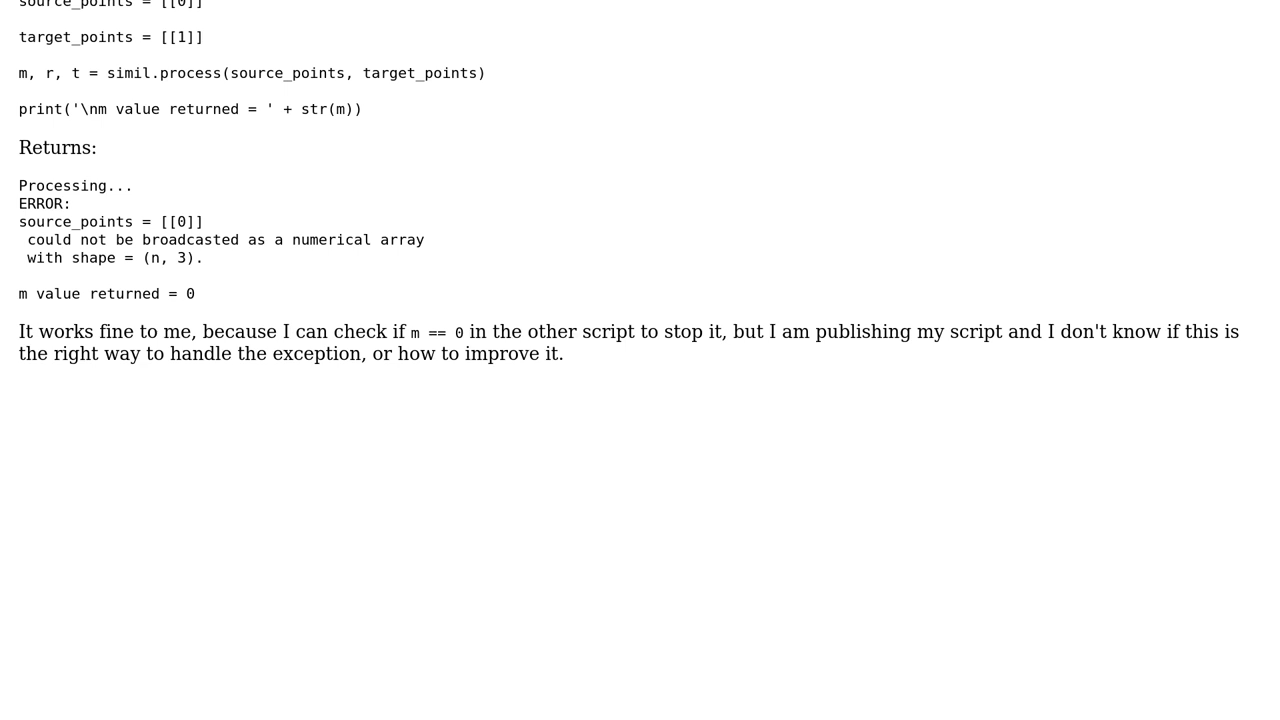 source_points = [[0]]
target_points = [[1]]
m, r, t = simil.process(source_points, target_points)
print('\nm value returned = ' + str(m))
Returns:
Processing...
ERROR:
source_points = [[0]]
 could not be broadcasted as a numerical array
 with shape = (n, 3).
m value returned = 0
It works fine to me, because I can check if m == 0 in the other script to stop it, but I am publishing my script and I don't know if this is
the right way to handle the exception, or how to improve it.